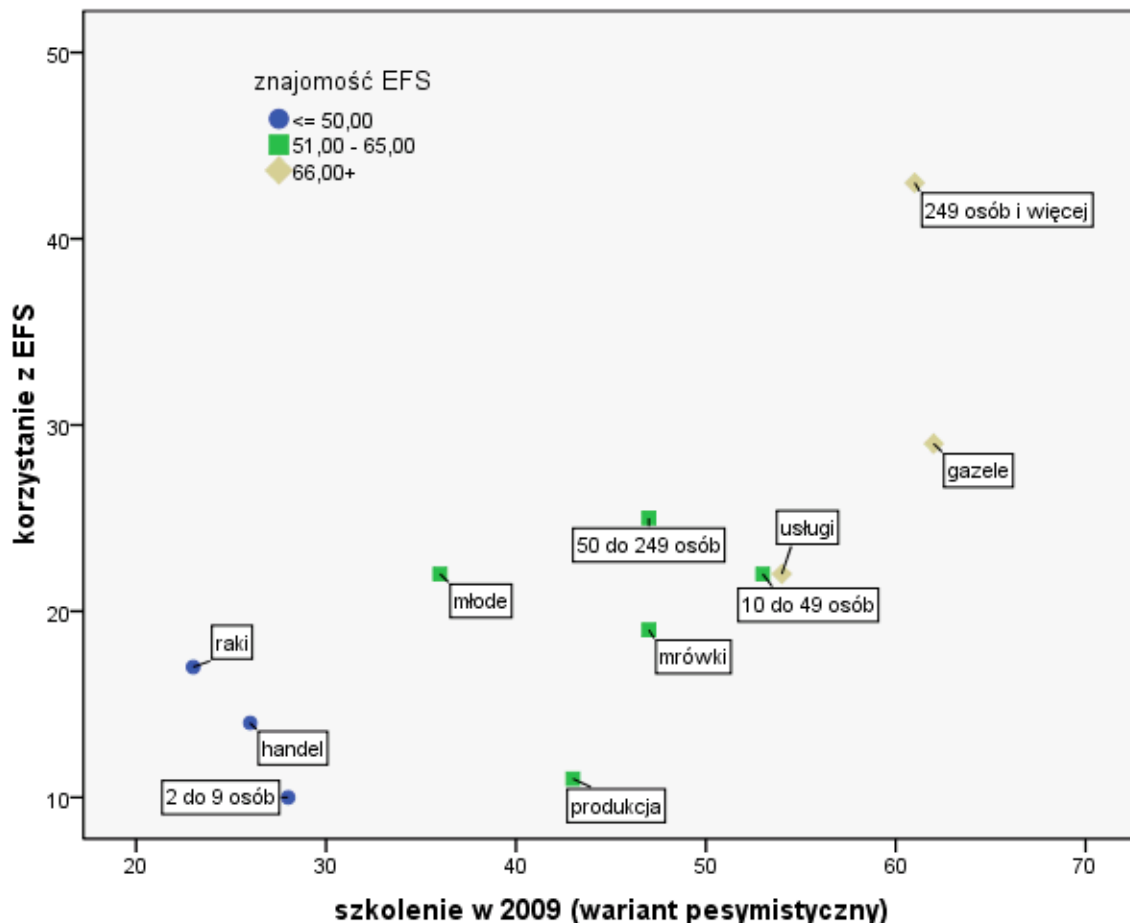 50
znajomość EFS
<= 50,00
51,00 - 65,00
66,00+
249 osób i więcej
40
korzystanie z EFS
30
gazele
usługi
50 do 249 osób
młode
10 do 49 osób
20
raki
mrówki
handel
2 do 9 osób
10
produkcja
20 30 40 50 60 70
szkolenie w 2009 (wariant pesymistyczny)